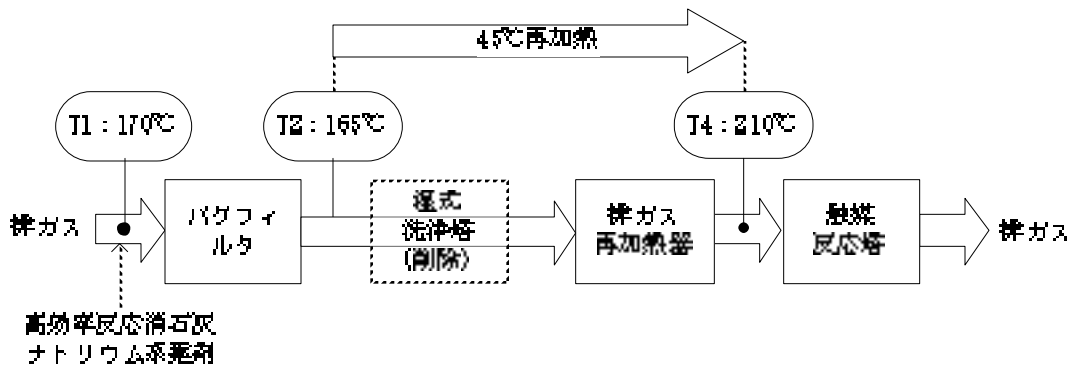 45℃再加熱
T1：170℃
T2：165℃
T4：210℃
排ガス
バグフィ
ルタ
湿式
洗浄塔
(削除)
排ガス
再加熱器
触媒
反応塔
排ガス
高効率反応消石灰
ナトリウム系薬剤